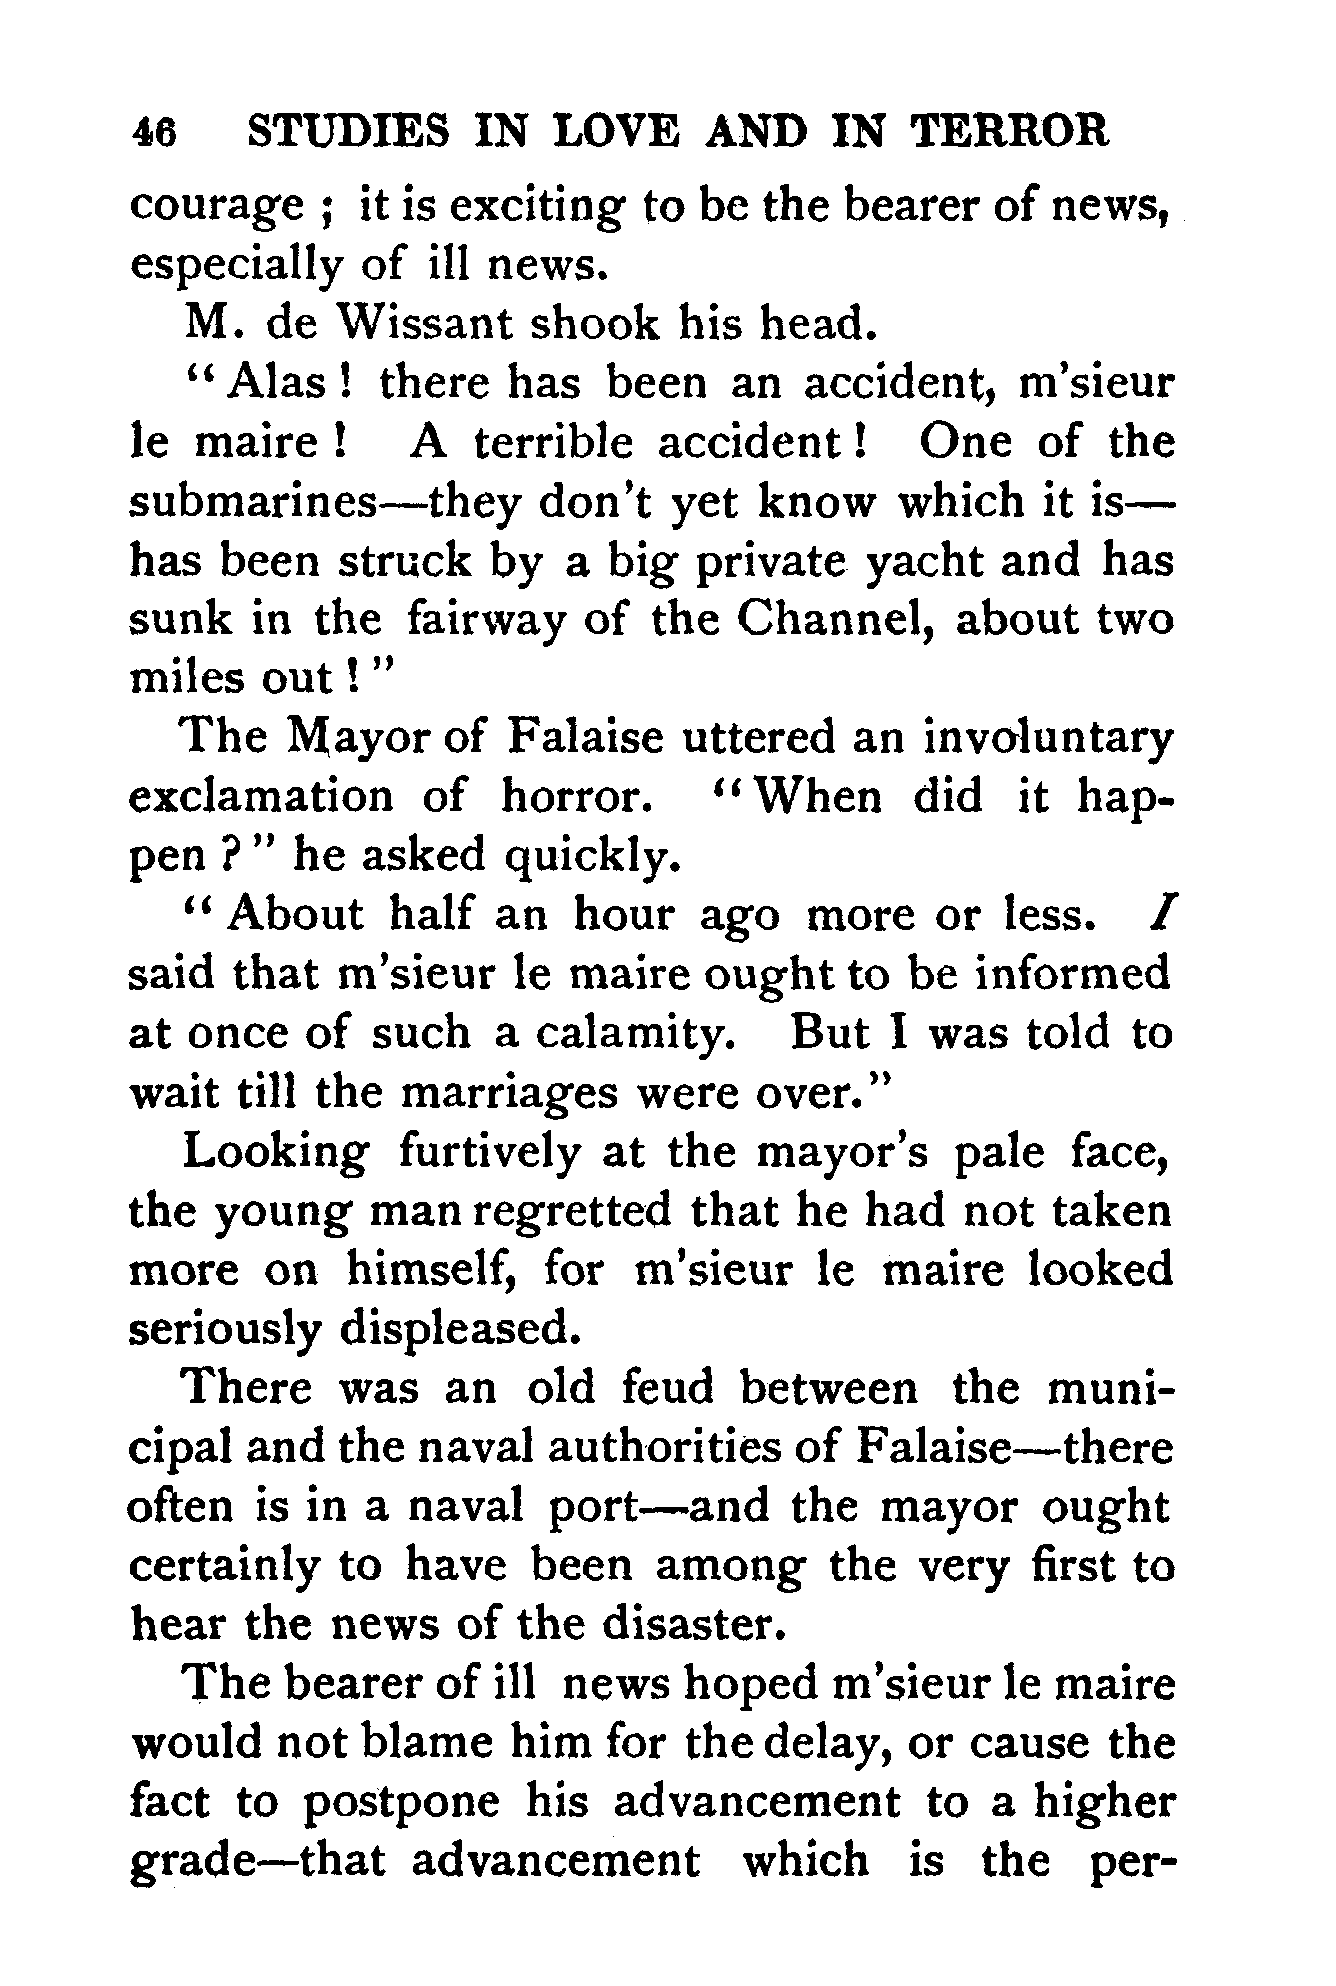 46 STUDIES IN LOVE AND IN TERROR
courage ; it is exciting to be the bearer of news,
especially of ill news.
M. de Wissant shook his head.
“ Alas ! there has been an accident, m'sieur
le maire ! A terrible accident ! One of the
submarines—they don't yet know which it is—
has been struck by a big private yacht and has
sunk in the fairway of the Channel, about two
miles out ! ”
The Mayor of Falaise uttered an involuntary
exclamation of horror. “ When did it hap-
pen ? ” he asked quickly.
“ About half an hour ago more or less. I
said that m'sieur le maire ought to be informed
at once of such a calamity. But I was told to
wait till the marriages were over.”
Looking furtively at the mayor's pale face,
the young man regretted that he had not taken
more on himself, for m'sieur le maire looked
seriously displeased.
There was an old feud between the muni-
cipal and the naval authorities of Falaise—there
often is in a naval port—and the mayor ought
certainly to have been among the very first to
hear the news of the disaster.
The bearer of ill news hoped m'sieur le maire
would not blame him for the delay, or cause the
fact to postpone his advancement to a higher
grade—that advancement which is the per-